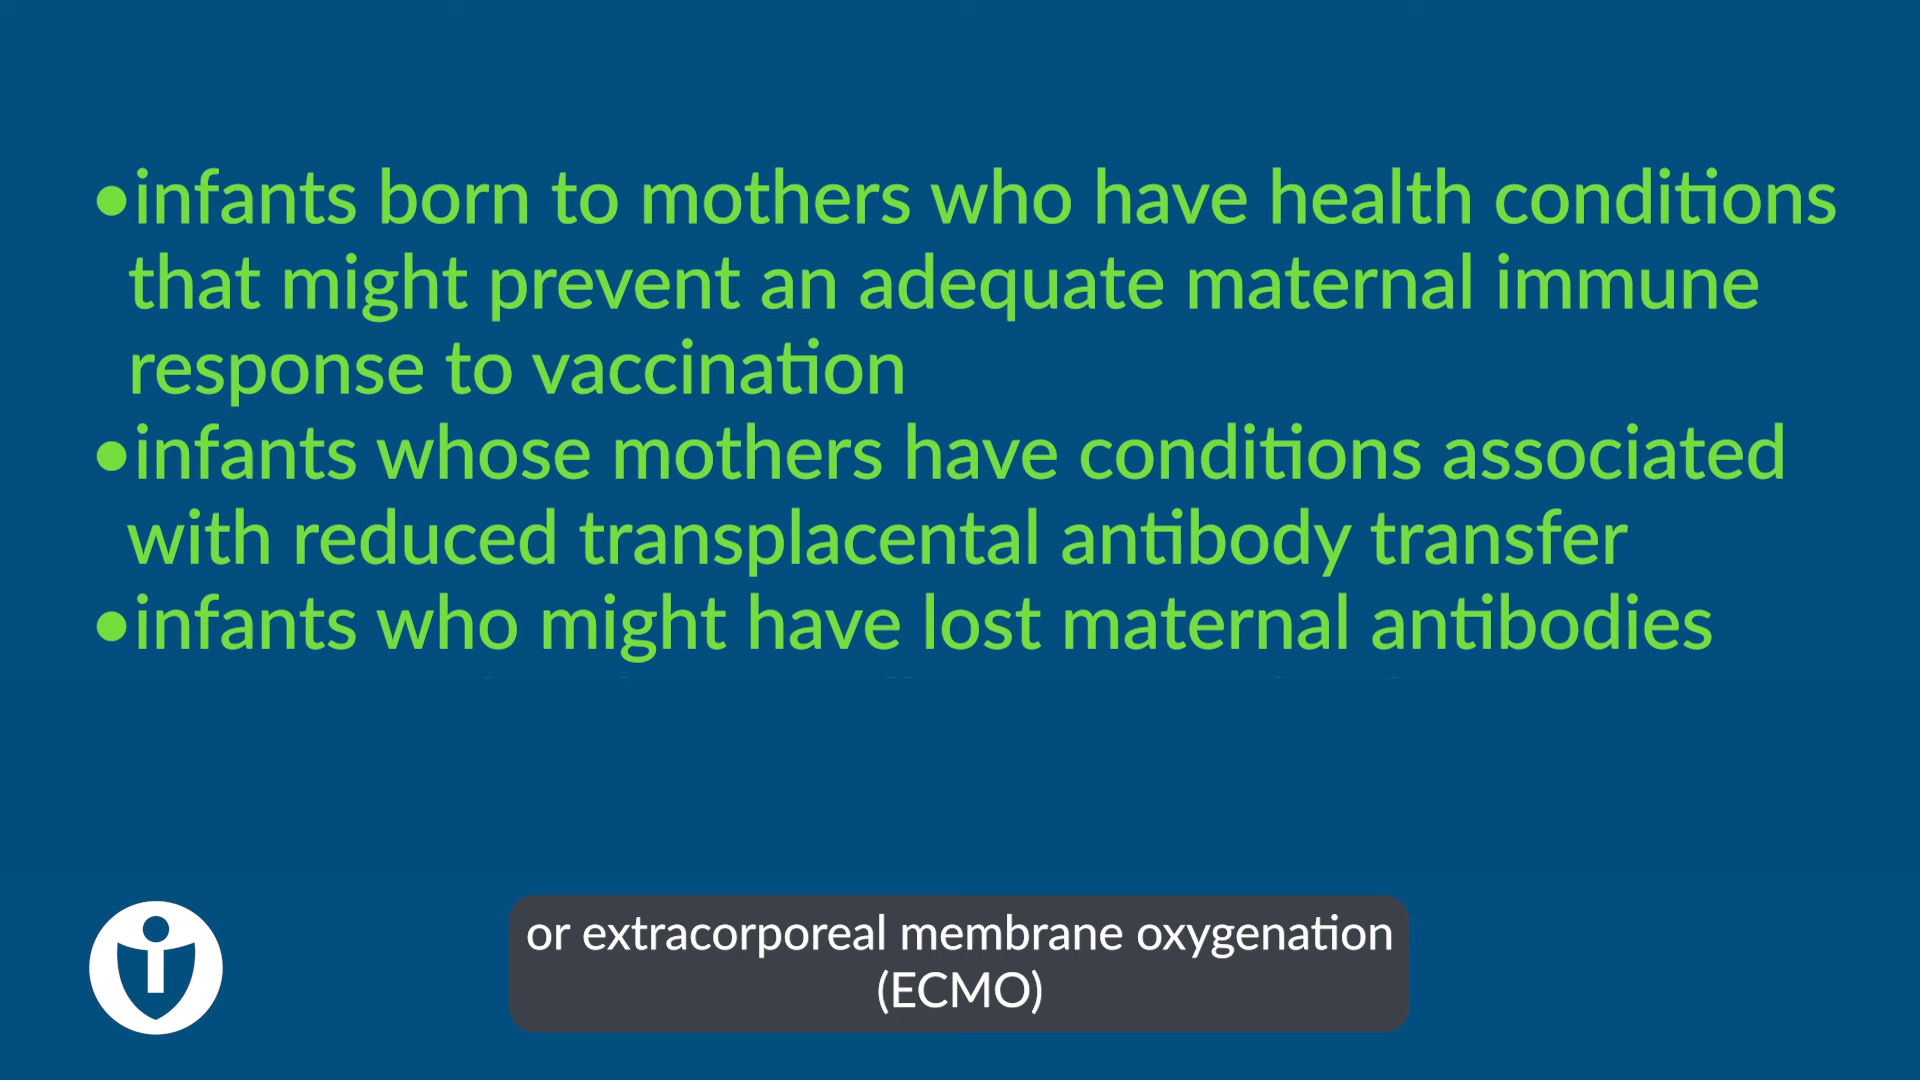 •infants born to mothers who have health conditions
that might prevent an adequate maternal immune
response to vaccination
•infants whose mothers have conditions associated
with reduced transplacental antibody transfer
•infants who might have lost maternal antibodies
or extracorporeal membrane oxygenation
(ECMO)